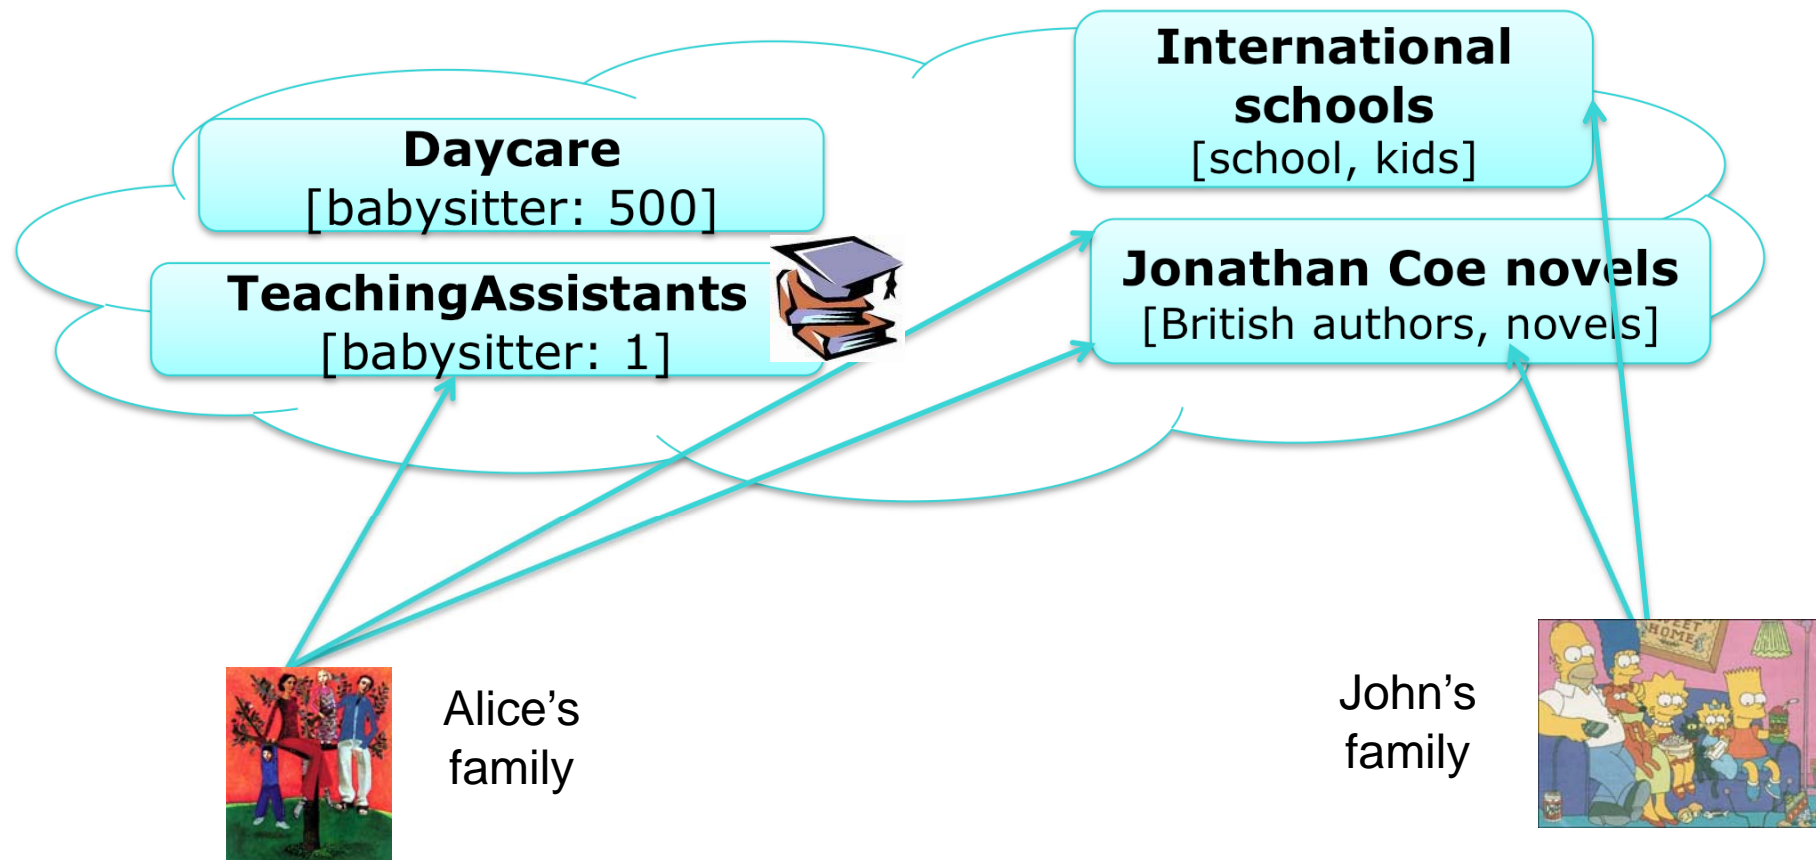 International
schools
[school, kids]
Daycare
[babysitter: 500]
TeachingAssistants
[babysitter: 1]
Jonathan Coe novels
[British authors, novels]
Alice’s
family
John’s
family
HOME